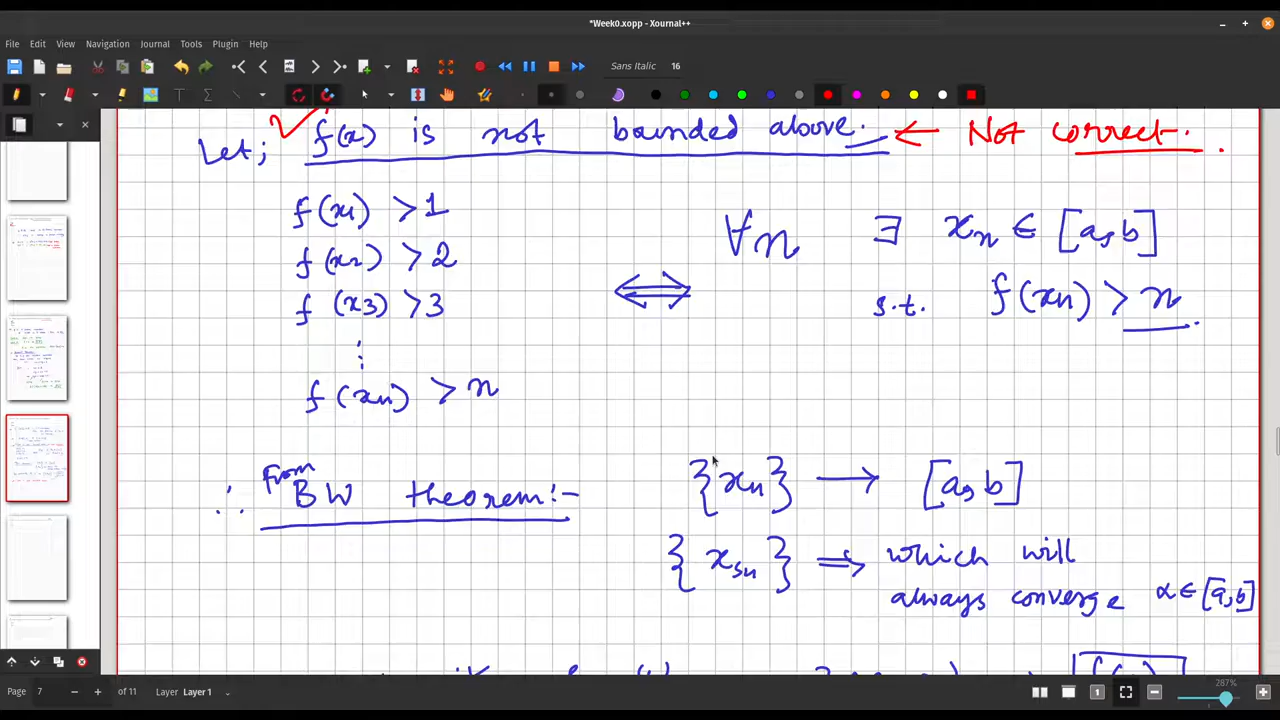 *Week0.xopp - Xournal++
File Edit View Navigation Journal Tools Plugin Help
Sans Italic 16
Let; f(x) is not bounded above. ← Not correct.
f(x1) > 1
f(x2) > 2
f(x3) > 3
⋮
f(xn) > n
⟺
∀n ∃ xn ∈ [a, b]
s.t. f(xn) > n.
∴ From BW theorem:-
{xn} → [a, b]
{xsn} ⇒ which will
always converge α ∈ [a, b]
Page 7 of 11 Layer Layer 1
287%